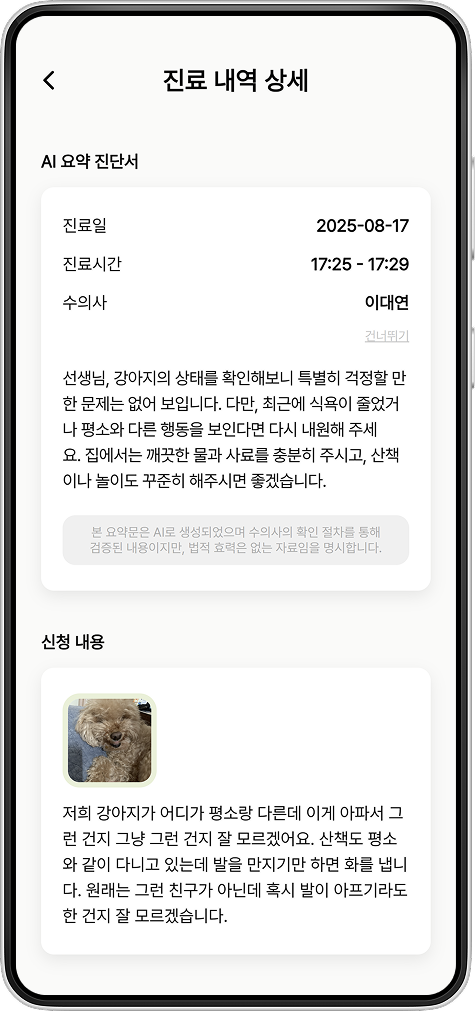 진료 내역 상세
AI 요약 진단서
진료일 2025-08-17
진료시간 17:25 - 17:29
수의사 이대연
건너뛰기
선생님, 강아지의 상태를 확인해보니 특별히 걱정할 만
한 문제는 없어 보입니다. 다만, 최근에 식욕이 줄었거
나 평소와 다른 행동을 보인다면 다시 내원해 주세
요. 집에서는 깨끗한 물과 사료를 충분히 주시고, 산책
이나 놀이도 꾸준히 해주시면 좋겠습니다.
본 요약문은 AI로 생성되었으며 수의사의 확인 절차를 통해
검증된 내용이지만, 법적 효력은 없는 자료임을 명시합니다.
신청 내용
저희 강아지가 어디가 평소랑 다른데 이게 아파서 그
런 건지 그냥 그런 건지 잘 모르겠어요. 산책도 평소
와 같이 다니고 있는데 발을 만지기만 하면 화를 냅니
다. 원래는 그런 친구가 아닌데 혹시 발이 아프기라도
한 건지 잘 모르겠습니다.